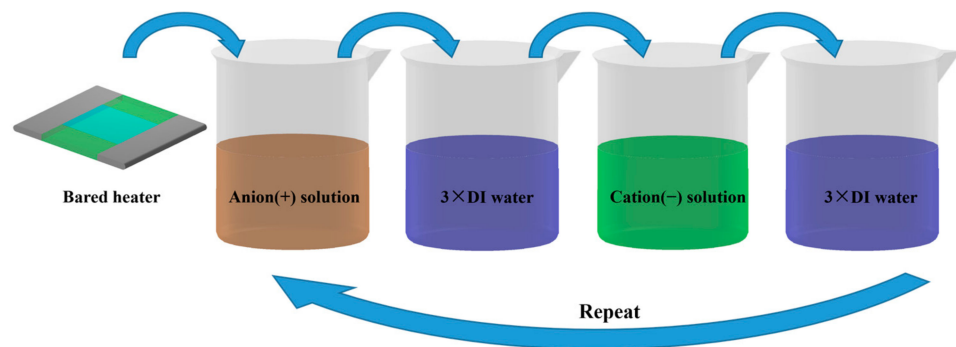 Bared heater
Anion(+) solution
3×DI water
Cation(−) solution
3×DI water
Repeat